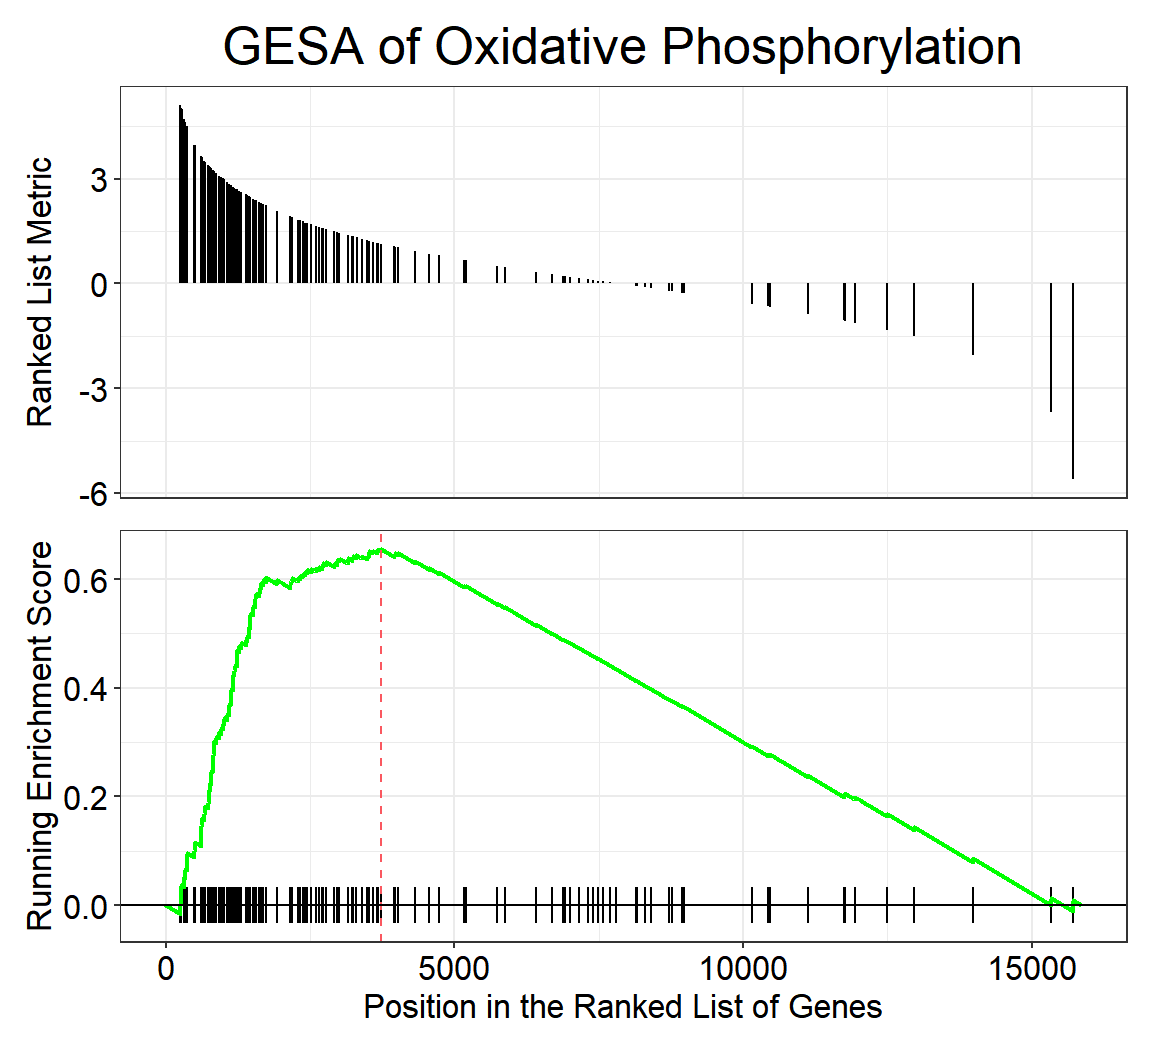 GESA of Oxidative Phosphorylation
Ranked List Metric
3
0
-3
-6
Running Enrichment Score
0.6
0.4
0.2
0.0
0 5000 10000 15000
Position in the Ranked List of Genes